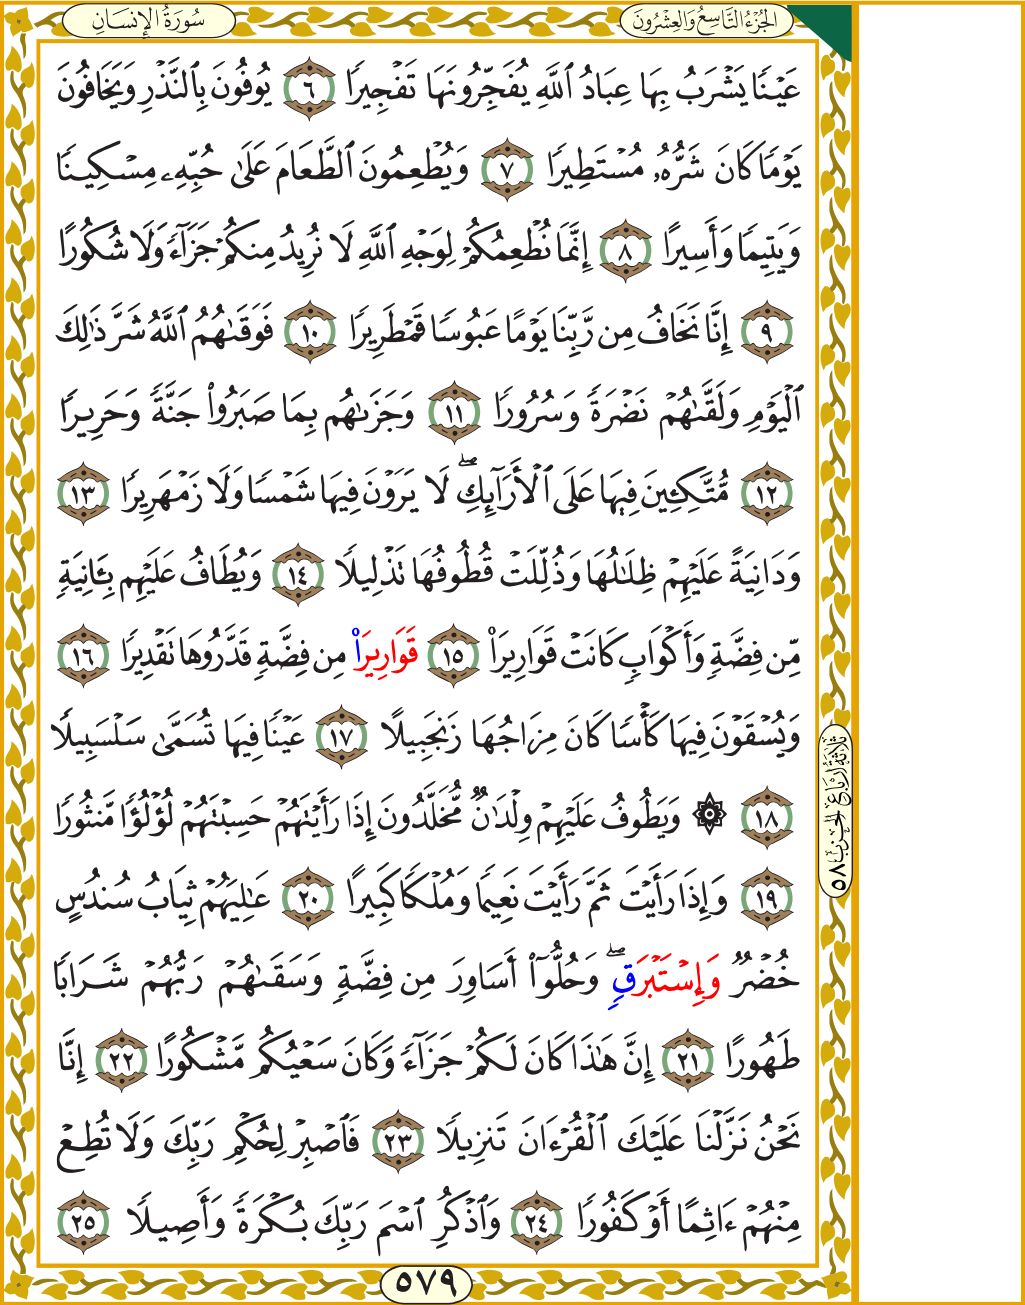 سُورَةُ الإِنسَانِ
الجُزْءُ التَّاسِعُ وَالعِشْرُونَ
عَيْنًا يَشْرَبُ بِهَا عِبَادُ ٱللَّهِ يُفَجِّرُونَهَا تَفْجِيرًا ٦ يُوفُونَ بِٱلنَّذْرِ وَيَخَافُونَ
يَوْمًا كَانَ شَرُّهُۥ مُسْتَطِيرًا ٧ وَيُطْعِمُونَ ٱلطَّعَامَ عَلَىٰ حُبِّهِۦ مِسْكِينًا
وَيَتِيمًا وَأَسِيرًا ٨ إِنَّمَا نُطْعِمُكُمْ لِوَجْهِ ٱللَّهِ لَا نُرِيدُ مِنكُمْ جَزَآءً وَلَا شُكُورًا
٩ إِنَّا نَخَافُ مِن رَّبِّنَا يَوْمًا عَبُوسًا قَمْطَرِيرًا ١٠ فَوَقَىٰهُمُ ٱللَّهُ شَرَّ ذَٰلِكَ
ٱلْيَوْمِ وَلَقَّىٰهُمْ نَضْرَةً وَسُرُورًا ١١ وَجَزَىٰهُم بِمَا صَبَرُوا۟ جَنَّةً وَحَرِيرًا
١٢ مُّتَّكِـِٔينَ فِيهَا عَلَى ٱلْأَرَآئِكِ ۖ لَا يَرَوْنَ فِيهَا شَمْسًا وَلَا زَمْهَرِيرًا ١٣
وَدَانِيَةً عَلَيْهِمْ ظِلَـٰلُهَا وَذُلِّلَتْ قُطُوفُهَا تَذْلِيلًا ١٤ وَيُطَافُ عَلَيْهِم بِـَٔانِيَةٍ
مِّن فِضَّةٍ وَأَكْوَابٍ كَانَتْ قَوَارِيرَا۠ ١٥ قَوَارِيرَا۟ مِن فِضَّةٍ قَدَّرُوهَا تَقْدِيرًا ١٦
وَيُسْقَوْنَ فِيهَا كَأْسًا كَانَ مِزَاجُهَا زَنجَبِيلًا ١٧ عَيْنًا فِيهَا تُسَمَّىٰ سَلْسَبِيلًا
١٨ ۞ وَيَطُوفُ عَلَيْهِمْ وِلْدَٰنٌ مُّخَلَّدُونَ إِذَا رَأَيْتَهُمْ حَسِبْتَهُمْ لُؤْلُؤًا مَّنثُورًا
١٩ وَإِذَا رَأَيْتَ ثَمَّ رَأَيْتَ نَعِيمًا وَمُلْكًا كَبِيرًا ٢٠ عَـٰلِيَهُمْ ثِيَابُ سُندُسٍ
خُضْرٌ وَإِسْتَبْرَقٍ ۖ وَحُلُّوٓا۟ أَسَاوِرَ مِن فِضَّةٍ وَسَقَىٰهُمْ رَبُّهُمْ شَرَابًا
طَهُورًا ٢١ إِنَّ هَـٰذَا كَانَ لَكُمْ جَزَآءً وَكَانَ سَعْيُكُم مَّشْكُورًا ٢٢ إِنَّا
نَحْنُ نَزَّلْنَا عَلَيْكَ ٱلْقُرْءَانَ تَنزِيلًا ٢٣ فَٱصْبِرْ لِحُكْمِ رَبِّكَ وَلَا تُطِعْ
مِنْهُمْ ءَاثِمًا أَوْ كَفُورًا ٢٤ وَٱذْكُرِ ٱسْمَ رَبِّكَ بُكْرَةً وَأَصِيلًا ٢٥
ثَلَاثَةُ أَرْبَاعِ الحِزْبِ ٥٨
٥٧٩